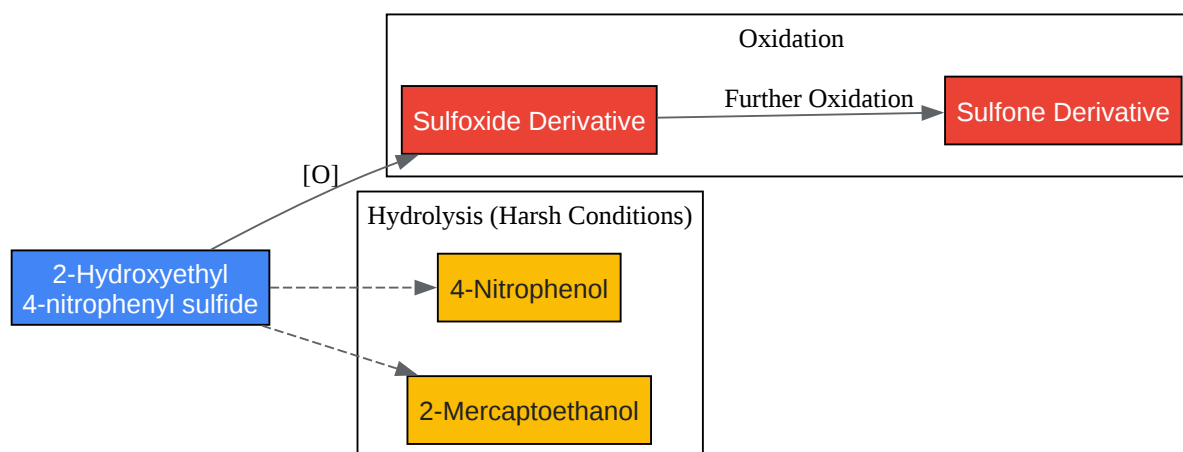 Oxidation
Sulfoxide Derivative
Further Oxidation
Sulfone Derivative
[O]
Hydrolysis (Harsh Conditions)
2-Hydroxyethyl
4-nitrophenyl sulfide
4-Nitrophenol
2-Mercaptoethanol